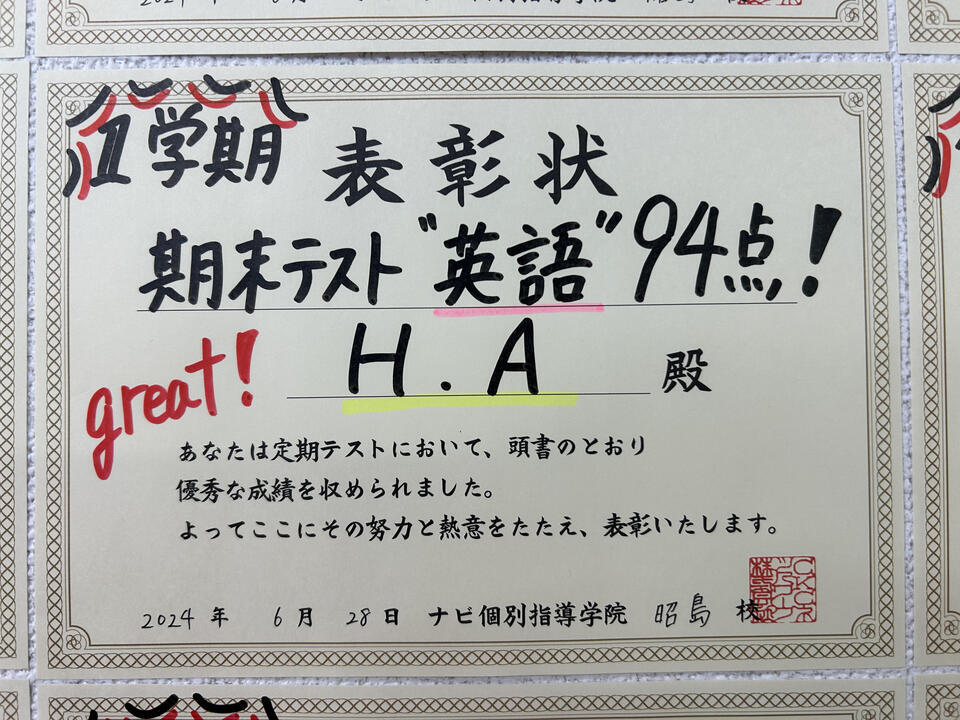 1学期
表彰状
期末テスト"英語"94点!
great!
H.A 殿
あなたは定期テストにおいて、頭書のとおり
優秀な成績を収められました。
よってここにその努力と熱意をたたえ、表彰いたします。
2024年 6月 28日 ナビ個別指導学院 昭島 校